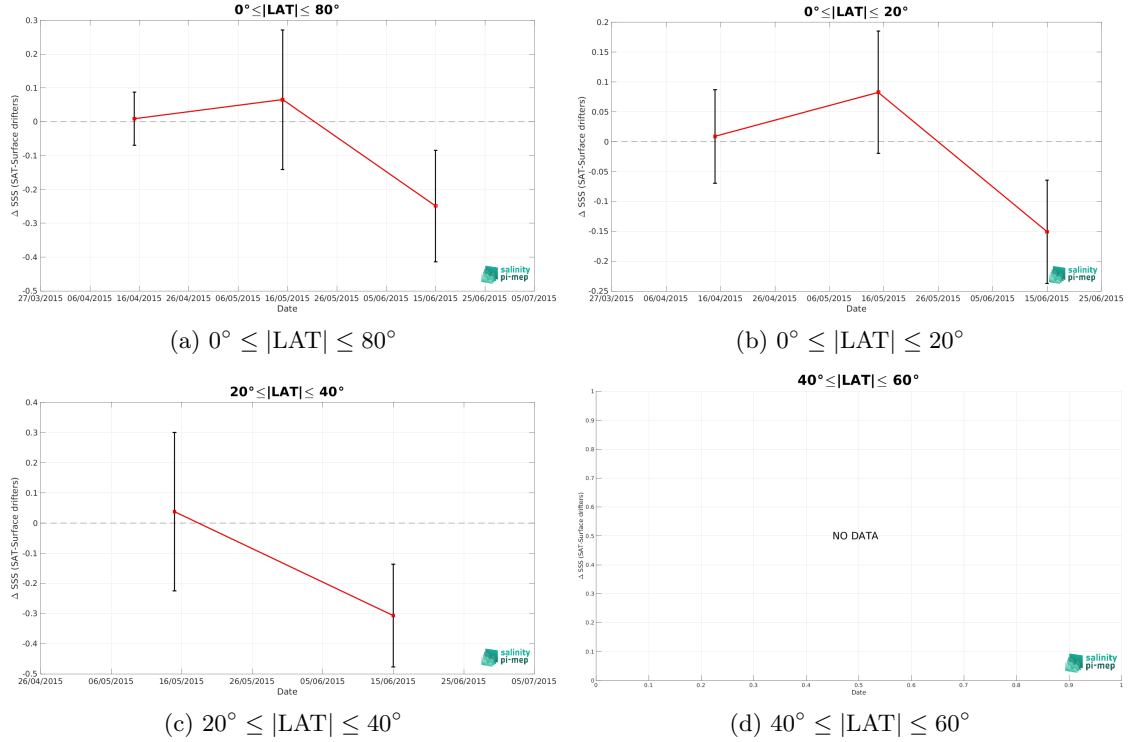 0°≤|LAT|≤ 80°
0.3
0.2
0.1
0
-0.1
-0.2
-0.3
-0.4
-0.5
Δ SSS (SAT-Surface drifters)
27/03/2015 06/04/2015 16/04/2015 26/04/2015 06/05/2015 16/05/2015 26/05/2015 05/06/2015 15/06/2015 25/06/2015 05/07/2015
Date
salinity
pi-mep
(a) 0° ≤ |LAT| ≤ 80°
0°≤|LAT|≤ 20°
0.2
0.15
0.1
0.05
0
-0.05
-0.1
-0.15
-0.2
-0.25
Δ SSS (SAT-Surface drifters)
27/03/2015 06/04/2015 16/04/2015 26/04/2015 06/05/2015 16/05/2015 26/05/2015 05/06/2015 15/06/2015 25/06/2015
Date
salinity
pi-mep
(b) 0° ≤ |LAT| ≤ 20°
20°≤|LAT|≤ 40°
0.4
0.3
0.2
0.1
0
-0.1
-0.2
-0.3
-0.4
-0.5
Δ SSS (SAT-Surface drifters)
26/04/2015 06/05/2015 16/05/2015 26/05/2015 05/06/2015 15/06/2015 25/06/2015 05/07/2015
Date
salinity
pi-mep
(c) 20° ≤ |LAT| ≤ 40°
40°≤|LAT|≤ 60°
1
0.9
0.8
0.7
0.6
0.5
0.4
0.3
0.2
0.1
0
Δ SSS (SAT-Surface drifters)
NO DATA
0 0.1 0.2 0.3 0.4 0.5 0.6 0.7 0.8 0.9 1
Date
salinity
pi-mep
(d) 40° ≤ |LAT| ≤ 60°